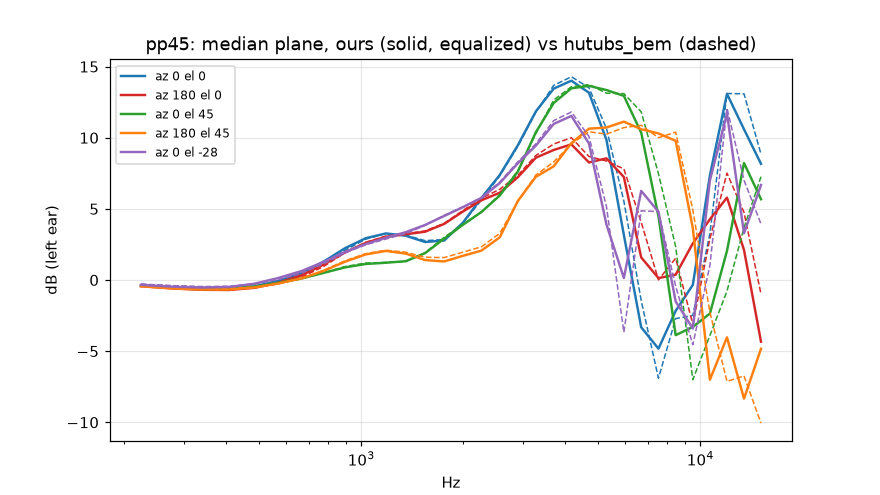 pp45: median plane, ours (solid, equalized) vs hutubs_bem (dashed)
az 0 el 0
az 180 el 0
az 0 el 45
az 180 el 45
az 0 el -28
15
10
5
0
−5
−10
dB (left ear)
10³
10⁴
Hz